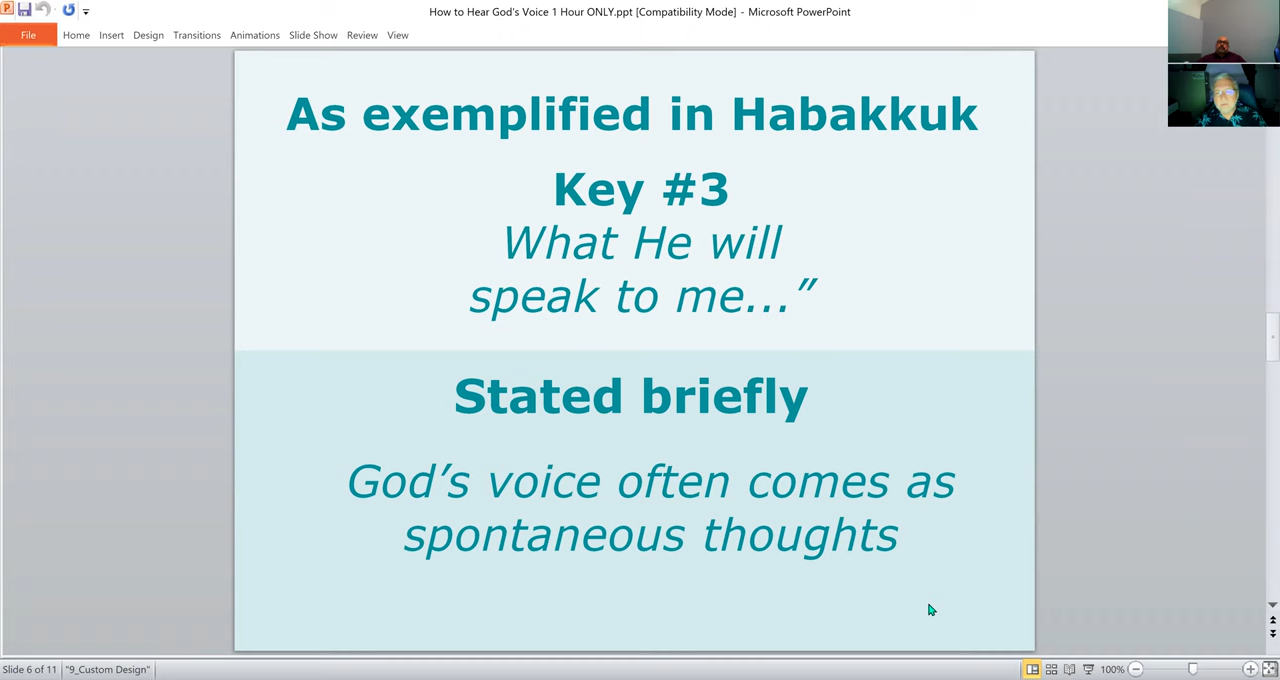 How to Hear God's Voice 1 Hour ONLY.ppt [Compatibility Mode] - Microsoft PowerPoint
File Home Insert Design Transitions Animations Slide Show Review View
As exemplified in Habakkuk
Key #3
What He will
speak to me...”
Stated briefly
God’s voice often comes as
spontaneous thoughts
Slide 6 of 11 "9_Custom Design" 100%